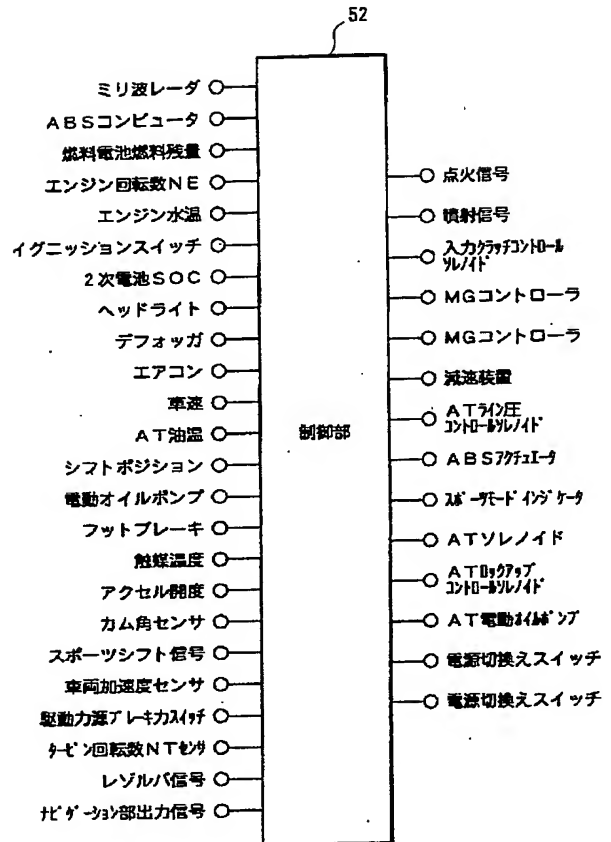 52
ミリ波レーダ
ABSコンピュータ
燃料電池燃料残量
エンジン回転数NE
エンジン水温
イグニッションスイッチ
2次電池SOC
ヘッドライト
デフォッガ
エアコン
車速
AT油温
シフトポジション
電動オイルポンプ
フットブレーキ
触媒温度
アクセル開度
カム角センサ
スポーツシフト信号
車両加速度センサ
駆動力源ブレーキ力スイッチ
タービン回転数NTセンサ
レゾルバ信号
ナビゲーション部出力信号
制御部
点火信号
噴射信号
入力クラッチコントロール
ソレノイド
MGコントローラ
MGコントローラ
減速装置
ATライン圧
コントロールソレノイド
ABSアクチュエータ
スポーツモードインジケータ
ATソレノイド
ATロックアップ
コントロールソレノイド
AT電動オイルポンプ
電源切換えスイッチ
電源切換えスイッチ